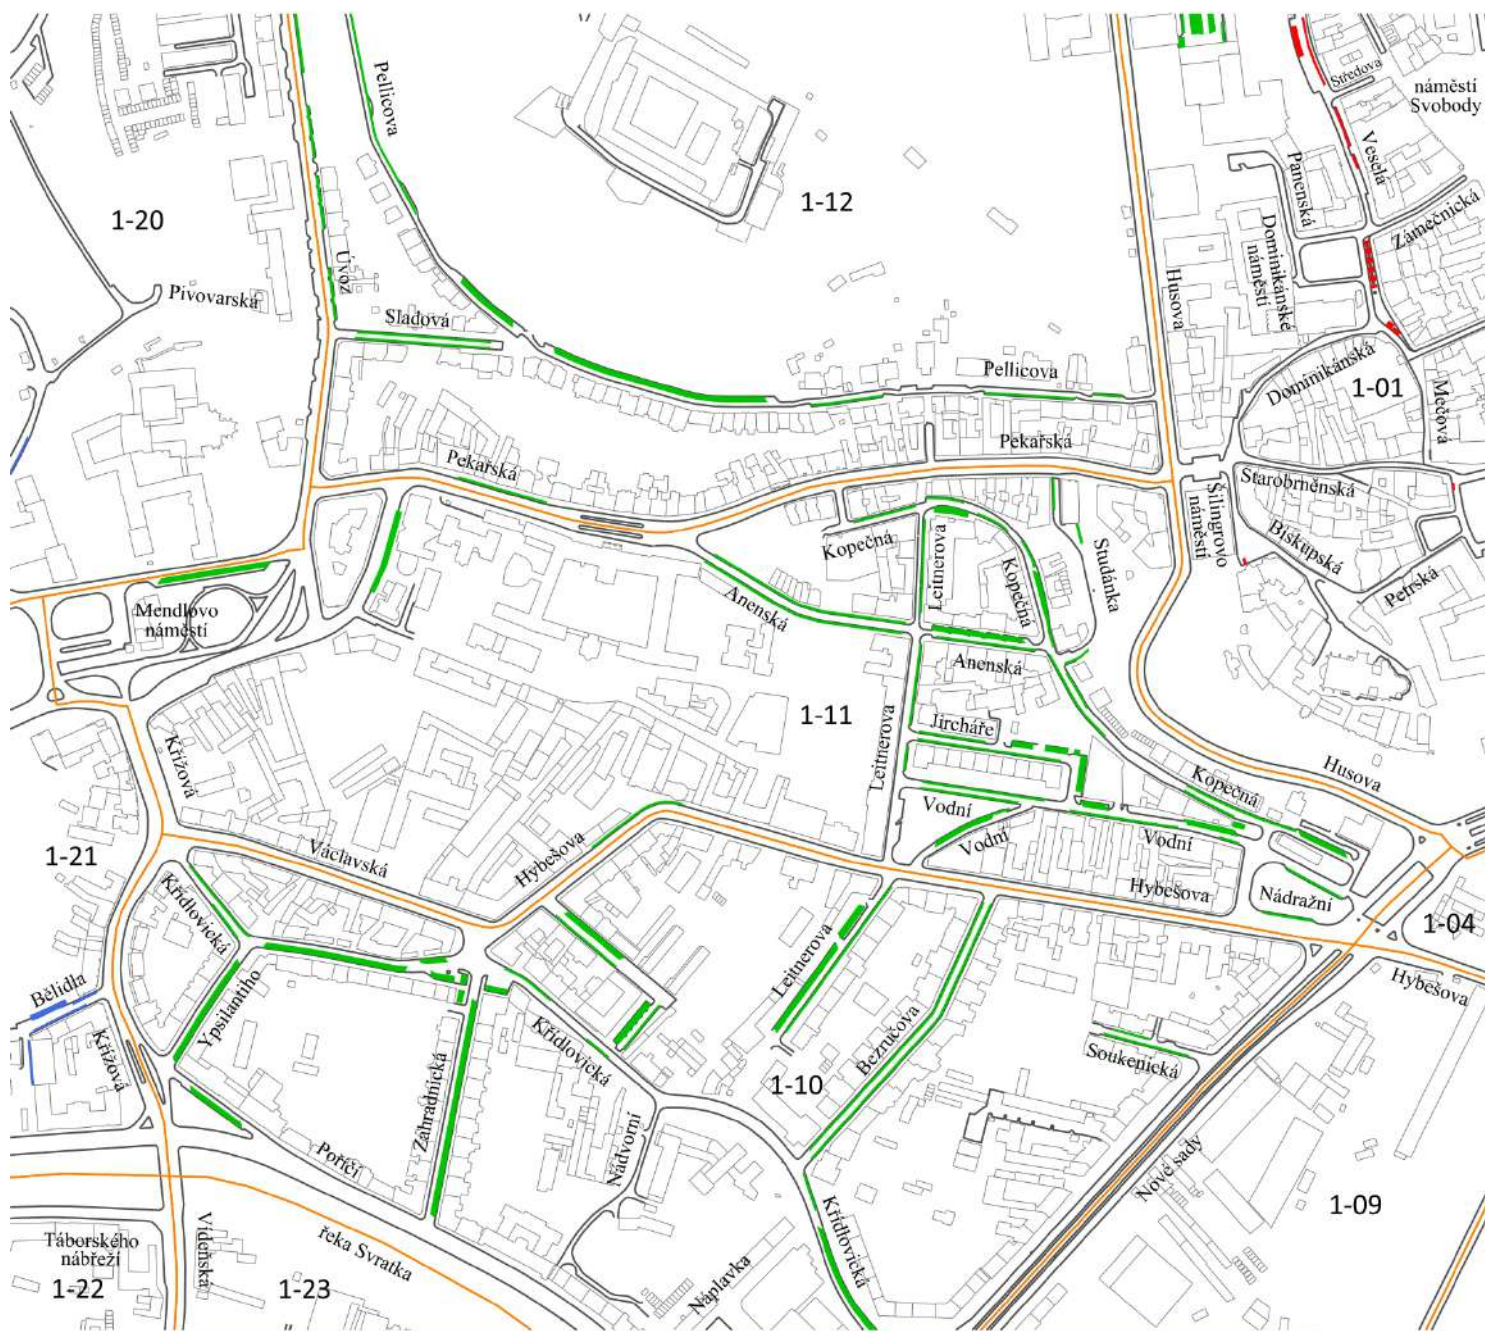 Pellicova
Středova
náměstí
Svobody
Veselá
Panenská
1-12
1-20
Zámečnická
Dominikánské
náměstí
Úvoz
Husova
Pivovarská
Sladová
Pellicova
Dominikánská
1-01
Mečová
Pekařská
Pekařská
Starobrněnská
Šilingrovo
náměstí
Biskupská
Kopečná
Leitnerova
Kopečná
Studánka
Petrská
Mendlovo
náměstí
Anenská
Anenská
1-11
Jircháře
Leitnerova
Křížová
Husova
Kopečná
Vodní
Vodní
Vodní
1-21
Václavská
Hybešova
Hybešova
Nádražní
1-04
Křídlovická
Leitnerova
Hybešova
Bělidla
Ypsilantiho
Křížová
Křídlovická
Bezručova
Soukenická
1-10
Zahradnická
Nádvorní
Poříčí
Nové sady
1-09
Křídlovická
Táborského
nábřeží
Vídeňská
řeka Svratka
Náplavka
1-22
1-23